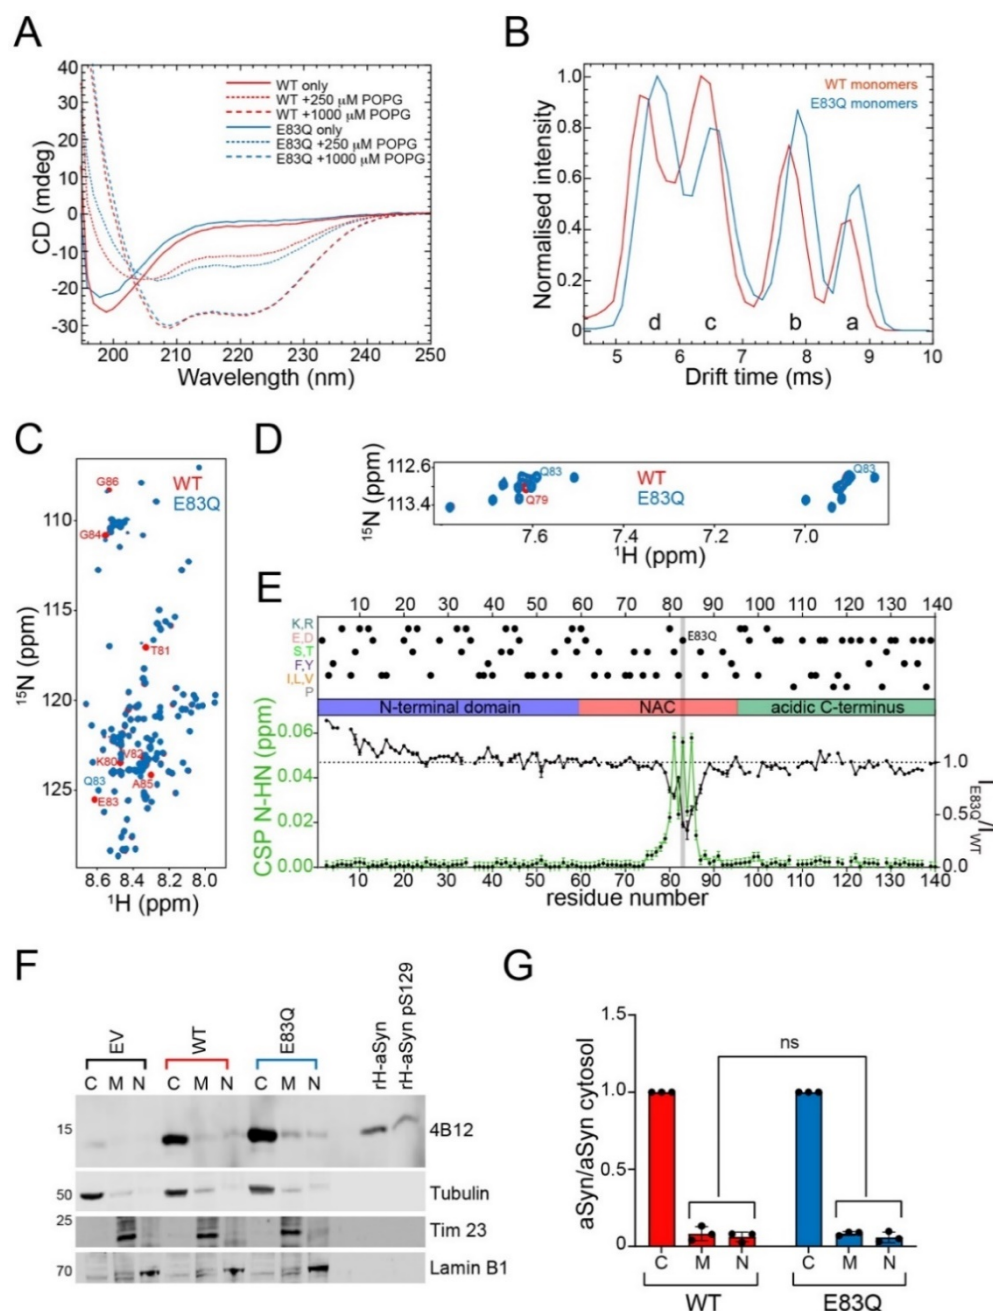 A
B
CD (mdeg)
40
30
20
10
0
-10
-20
-30
WT only
WT +250 μM POPG
WT +1000 μM POPG
E83Q only
E83Q +250 μM POPG
E83Q +1000 μM POPG
200 210 220 230 240 250
Wavelength (nm)
Normalised intensity
1.0
0.8
0.6
0.4
0.2
0
WT monomers
E83Q monomers
d c b a
5 6 7 8 9 10
Drift time (ms)
C
15N (ppm)
110
115
120
125
G86
WT
E83Q
G84
T81
V82
K80
Q83
A85
E83
8.6 8.4 8.2 8.0
1H (ppm)
D
15N (ppm)
112.6
113.4
Q83
WT
Q83
Q79
E83Q
7.6 7.4 7.2 7.0
1H (ppm)
E
10 20 30 40 50 60 70 80 90 100 110 120 130 140
K,R
E,D
S,T
F,Y
I,L,V
P
E83Q
N-terminal domain NAC acidic C-terminus
CSP N-HN (ppm)
0.06
0.04
0.02
0.00
1.0
0.5
0.0
IE83Q/IWT
10 20 30 40 50 60 70 80 90 100 110 120 130 140
residue number
F
EV WT E83Q rH-aSyn rH-aSyn pS129
C M N C M N C M N
15 4B12
50 Tubulin
25 Tim 23
70 Lamin B1
G
aSyn/aSyn cytosol
1.5
1.0
0.5
0
ns
C M N C M N
WT E83Q